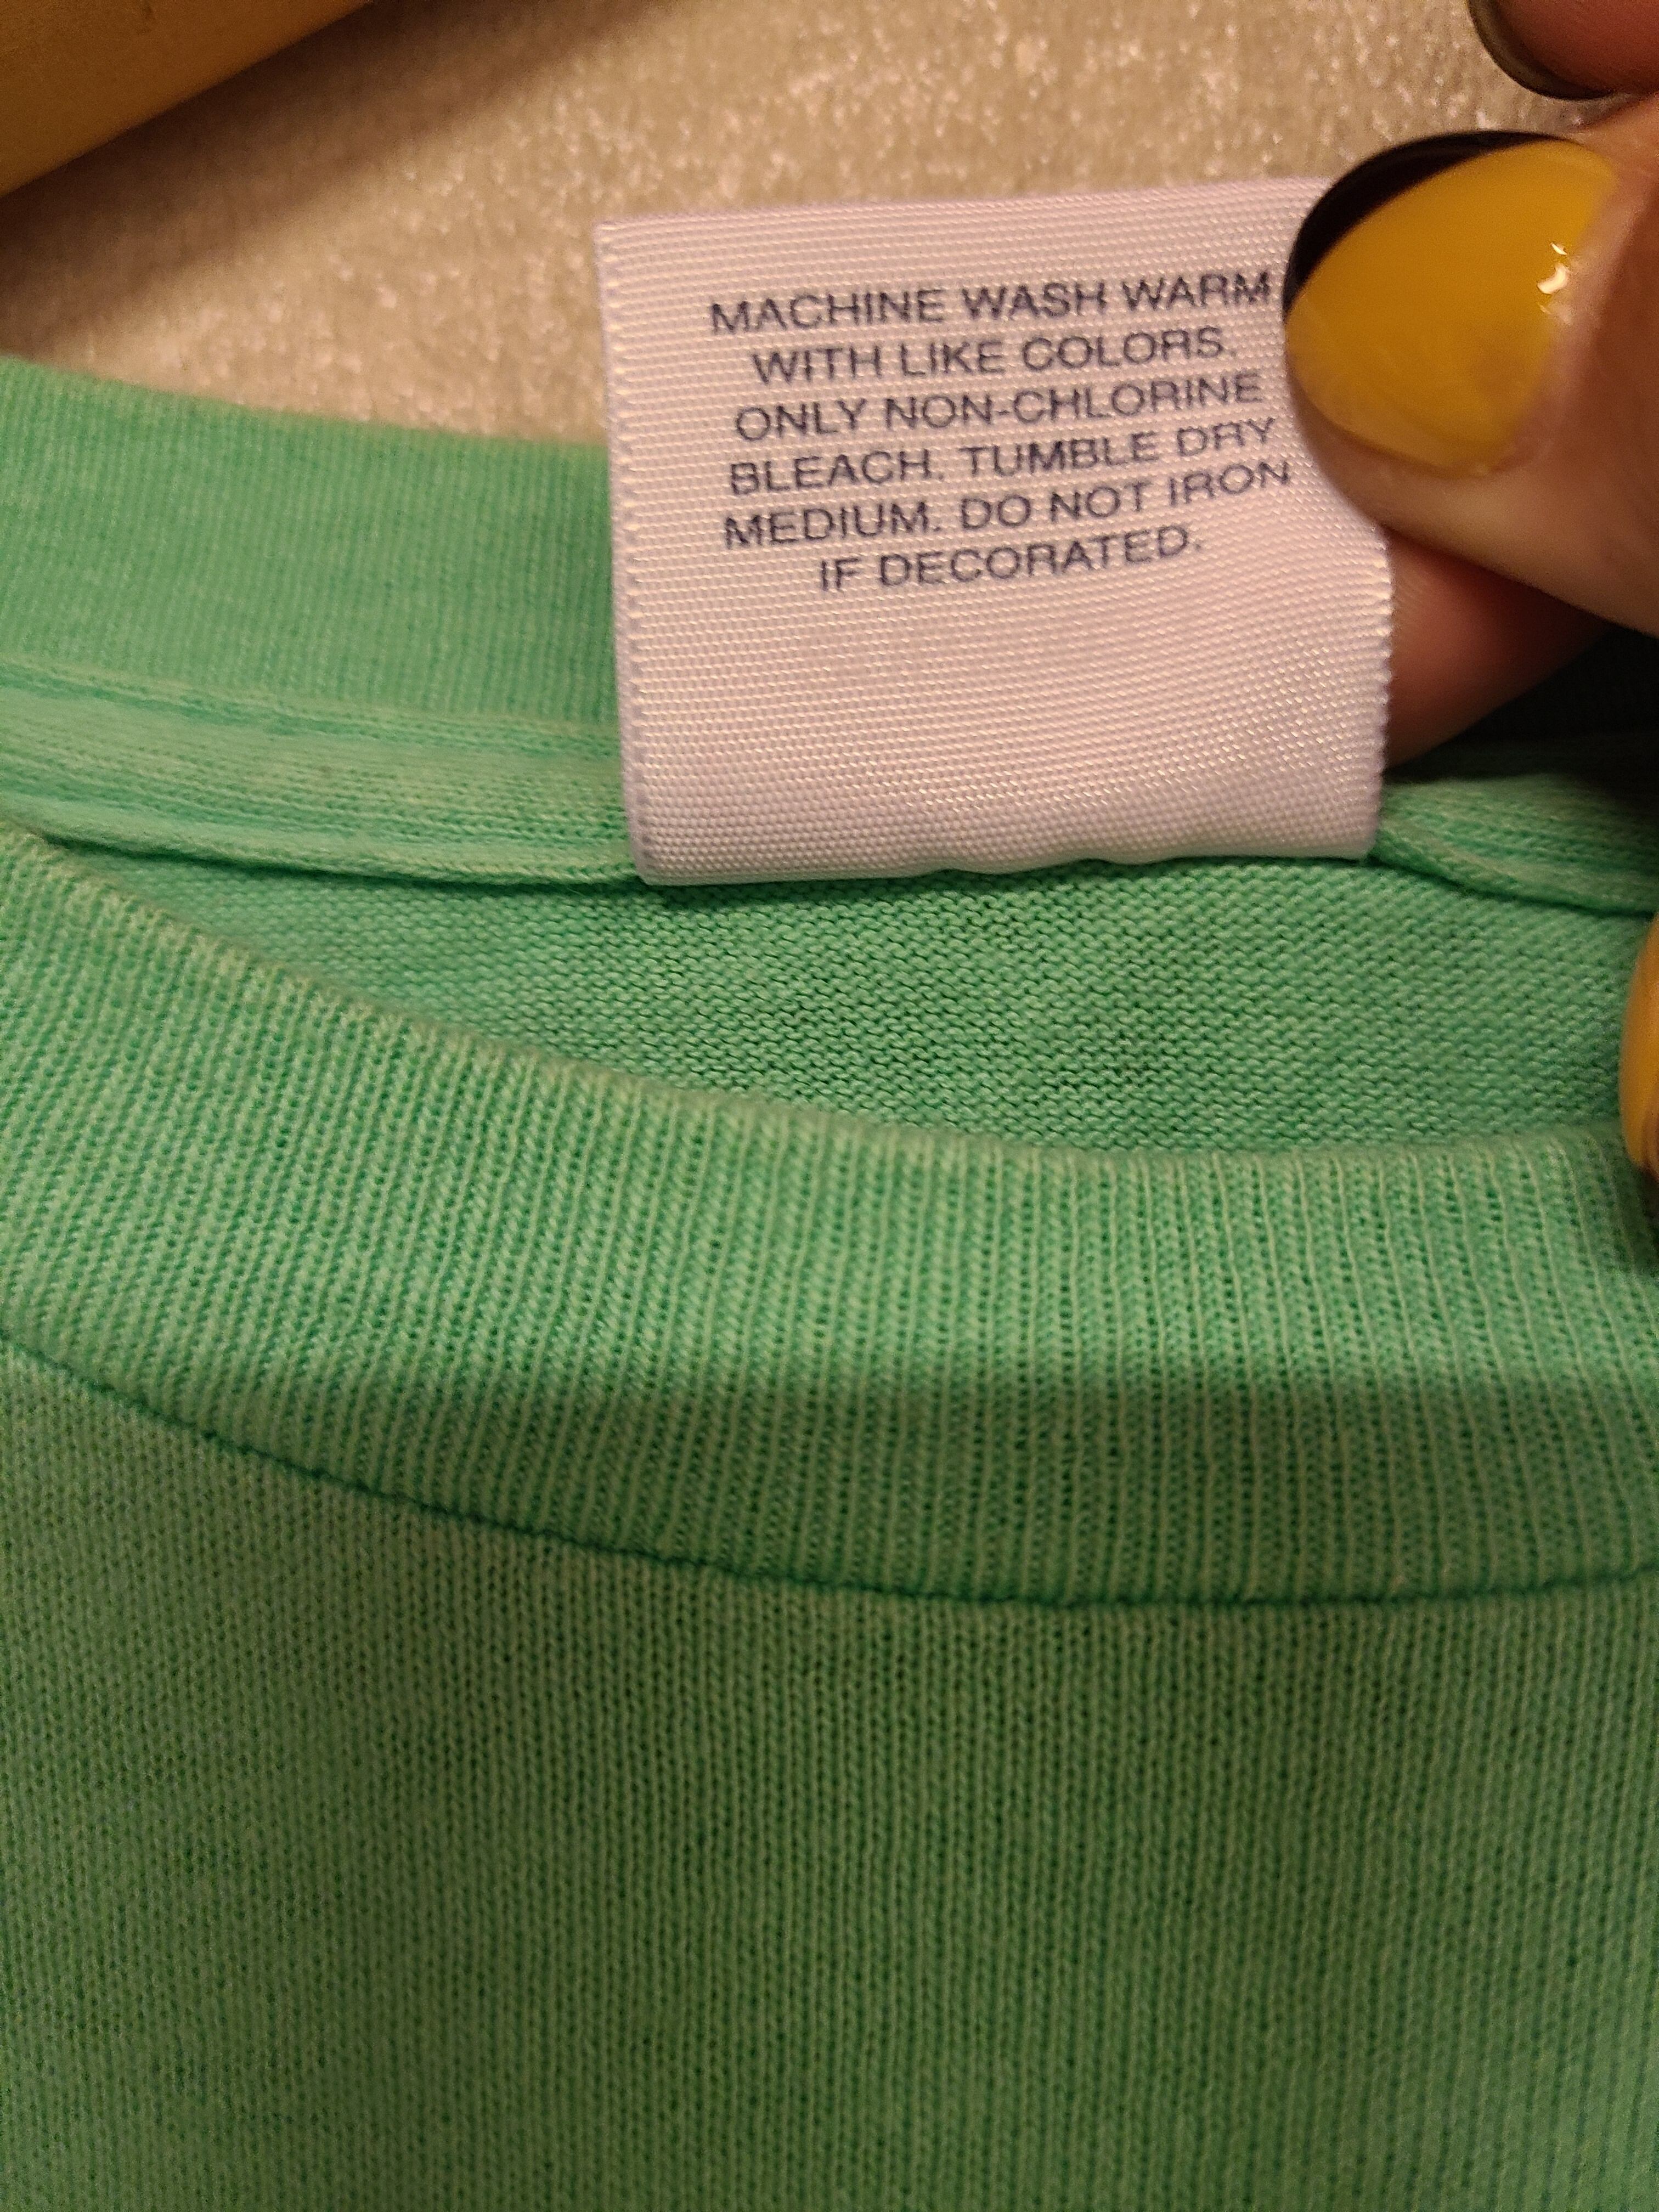 MACHINE WASH WARM
WITH LIKE COLORS.
ONLY NON-CHLORINE
BLEACH. TUMBLE DRY
MEDIUM. DO NOT IRON
IF DECORATED.